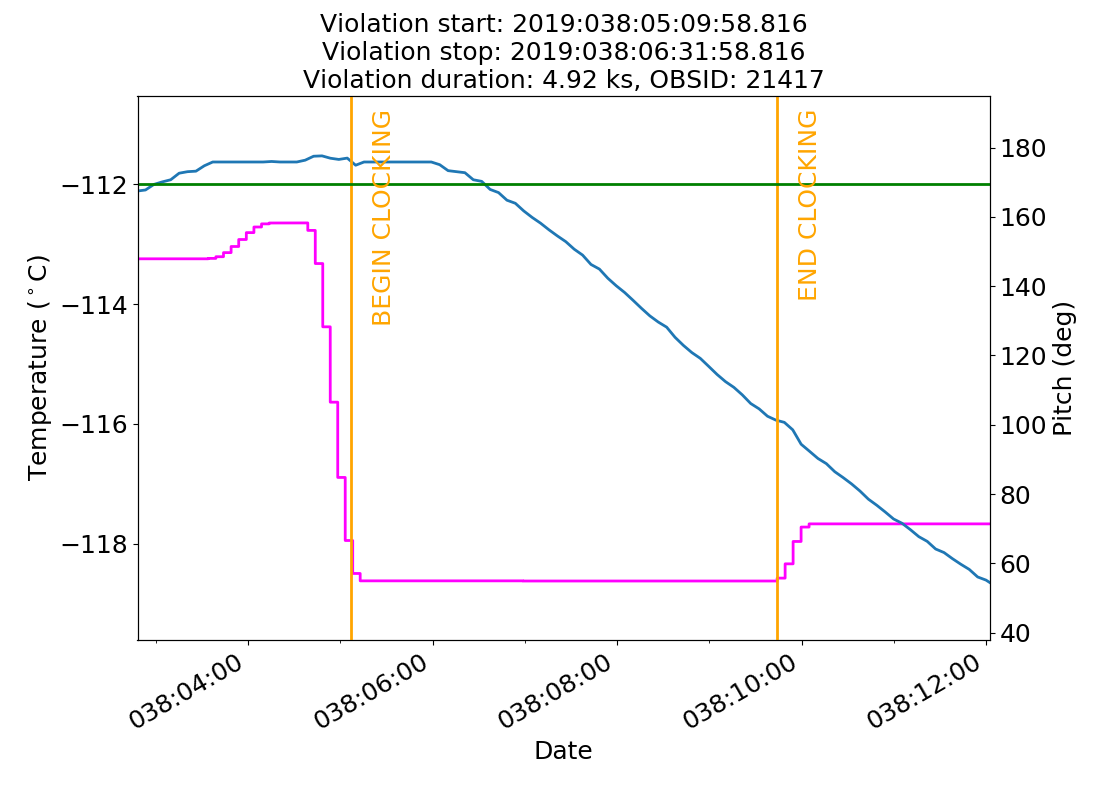 Violation start: 2019:038:05:09:58.816
Violation stop: 2019:038:06:31:58.816
Violation duration: 4.92 ks, OBSID: 21417
BEGIN CLOCKING
END CLOCKING
Temperature (°C)
−112
−114
−116
−118
Pitch (deg)
180
160
140
120
100
80
60
40
038:04:00
038:06:00
038:08:00
038:10:00
038:12:00
Date